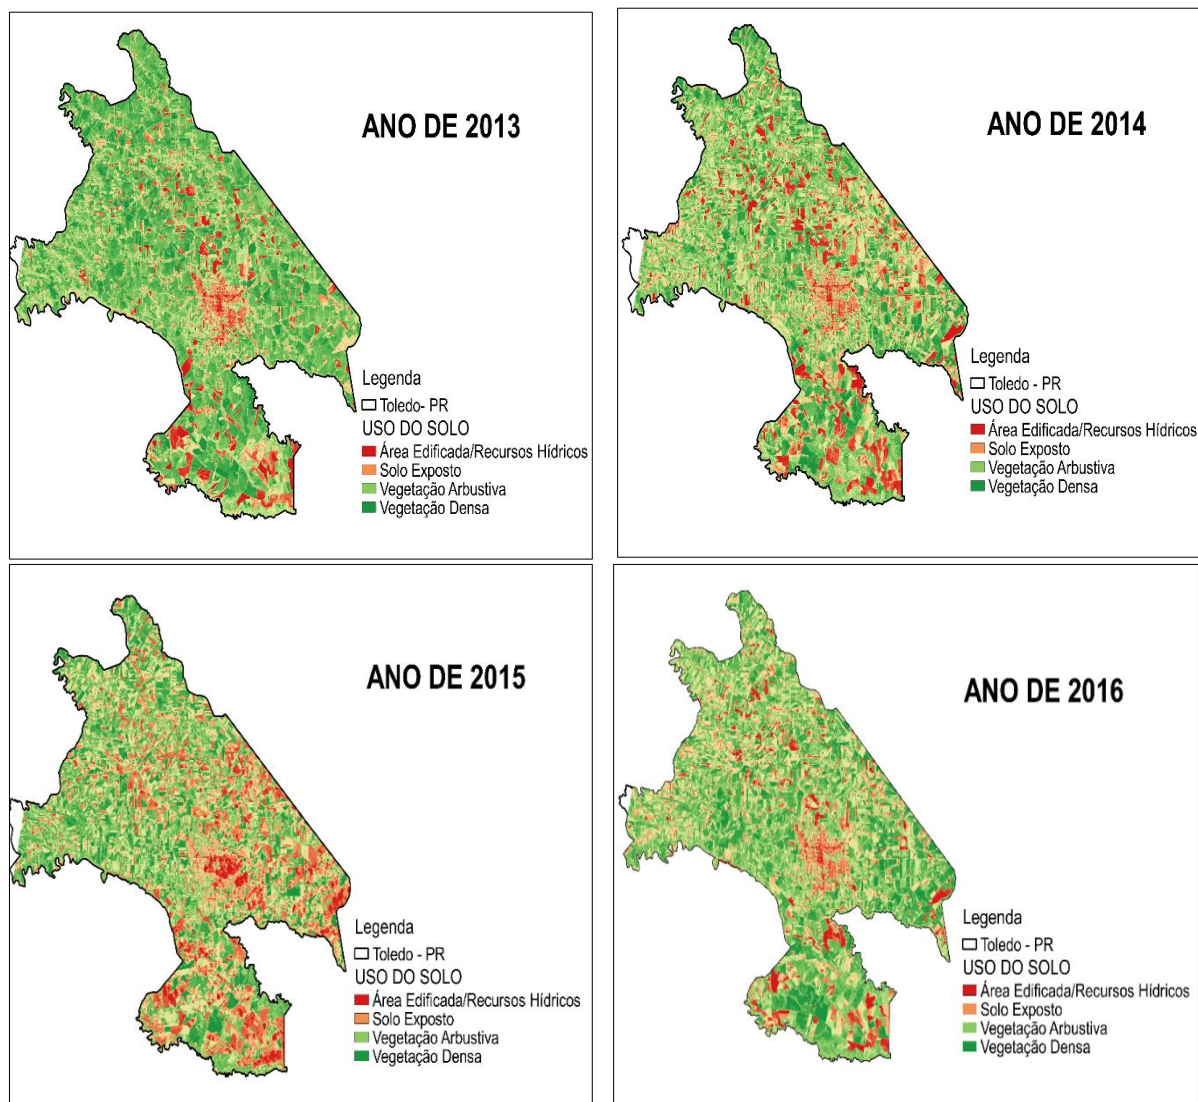 ANO DE 2013
Legenda
Toledo- PR
USO DO SOLO
Área Edificada/Recursos Hídricos
Solo Exposto
Vegetação Arbustiva
Vegetação Densa
ANO DE 2014
Legenda
Toledo - PR
USO DO SOLO
Área Edificada/Recursos Hídricos
Solo Exposto
Vegetação Arbustiva
Vegetação Densa
ANO DE 2015
Legenda
Toledo - PR
USO DO SOLO
Área Edificada/Recursos Hídricos
Solo Exposto
Vegetação Arbustiva
Vegetação Densa
ANO DE 2016
Legenda
Toledo - PR
USO DO SOLO
Área Edificada/Recursos Hídricos
Solo Exposto
Vegetação Arbustiva
Vegetação Densa